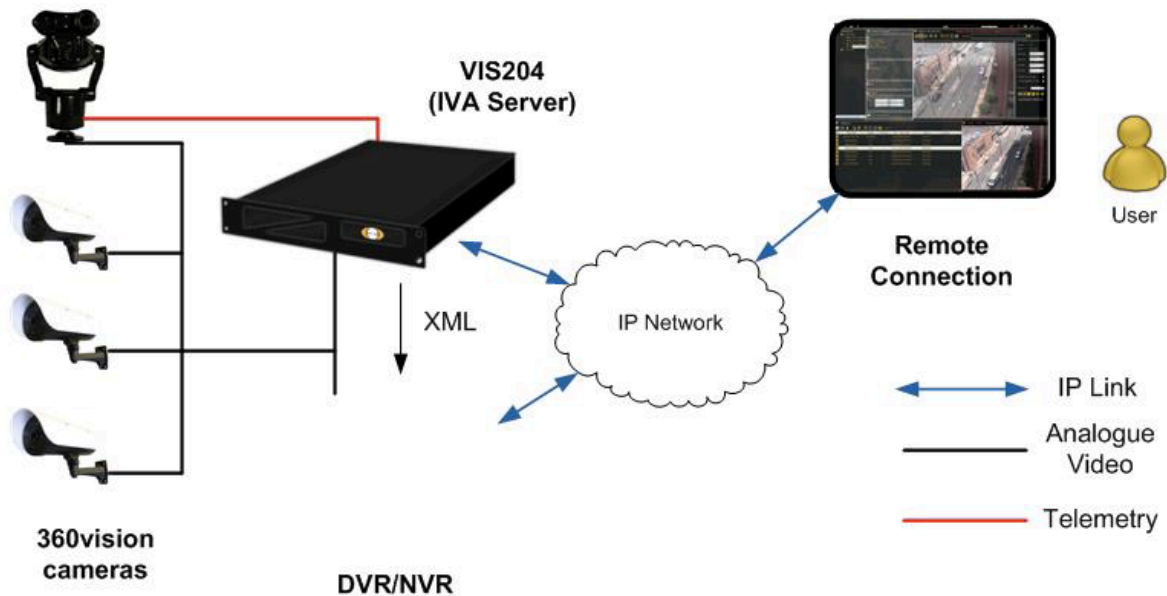 VIS204
(IVA Server)
User
Remote
Connection
XML
IP Network
IP Link
Analogue
Video
Telemetry
360vision
cameras
DVR/NVR